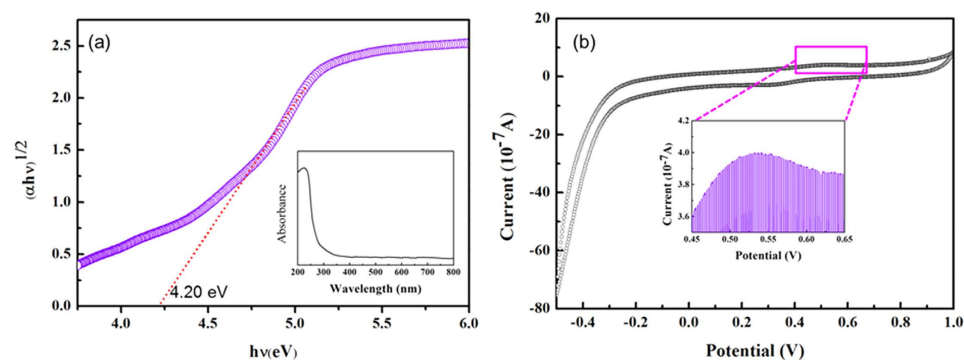 (a)
(αhν)1/2
2.5
2.0
1.5
1.0
0.5
0.0
4.20 eV
4.0 4.5 5.0 5.5 6.0
hν(eV)
Absorbance
200 300 400 500 600 700 800
Wavelength (nm)
(b)
Current (10-7A)
20
0
-20
-40
-60
-80
-0.4 -0.2 0.0 0.2 0.4 0.6 0.8 1.0
Potential (V)
Current (10-7A)
4.2
4.0
3.8
3.6
0.45 0.50 0.55 0.60 0.65
Potential (V)